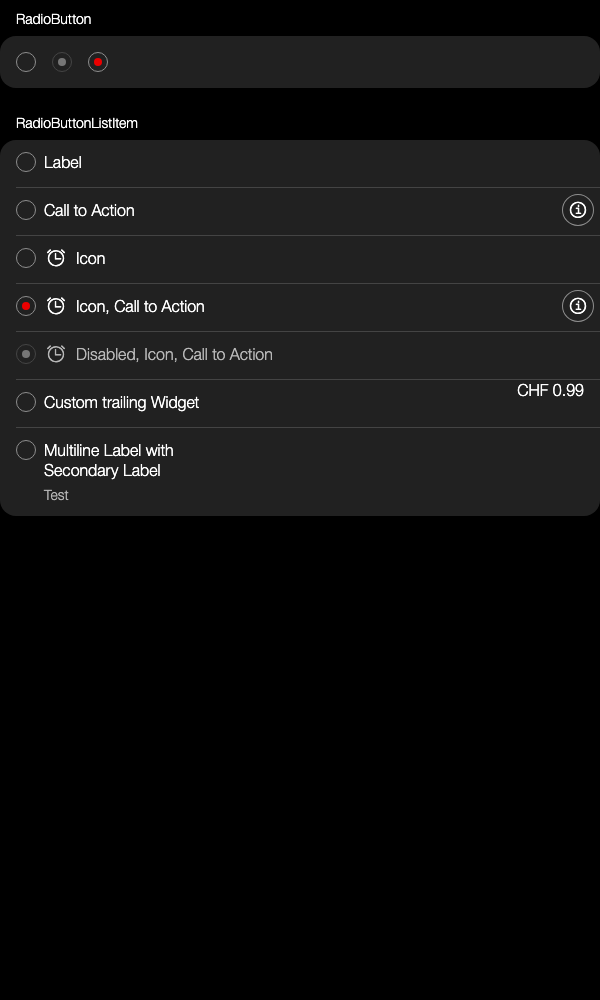 RadioButton
RadioButtonListItem
Label
Call to Action
Icon
Icon, Call to Action
Disabled, Icon, Call to Action
CHF 0.99
Custom trailing Widget
Multiline Label with
Secondary Label
Test